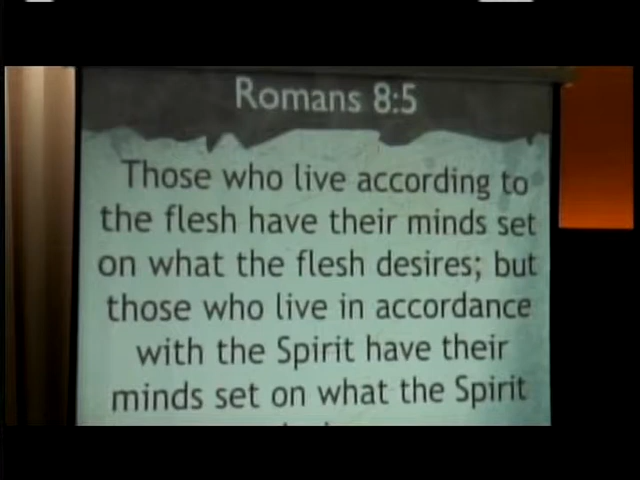 Romans 8:5
Those who live according to
the flesh have their minds set
on what the flesh desires; but
those who live in accordance
with the Spirit have their
minds set on what the Spirit